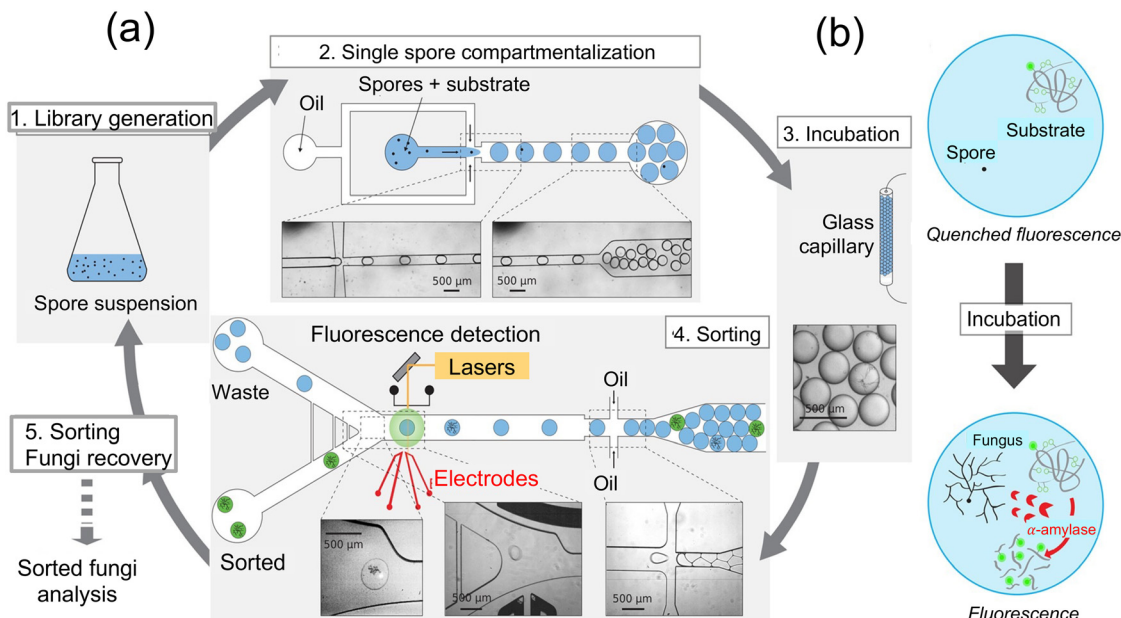 (a)
(b)
1. Library generation
Spore suspension
2. Single spore compartmentalization
Spores + substrate
Oil
500 μm
500 μm
3. Incubation
Glass
capillary
500 μm
4. Sorting
Fluorescence detection
Lasers
Waste
Oil
Oil
Electrodes
Sorted
500 μm
500 μm
500 μm
5. Sorting
Fungi recovery
Sorted fungi
analysis
Substrate
Spore
Quenched fluorescence
Incubation
Fungus
α-amylase
Fluorescence